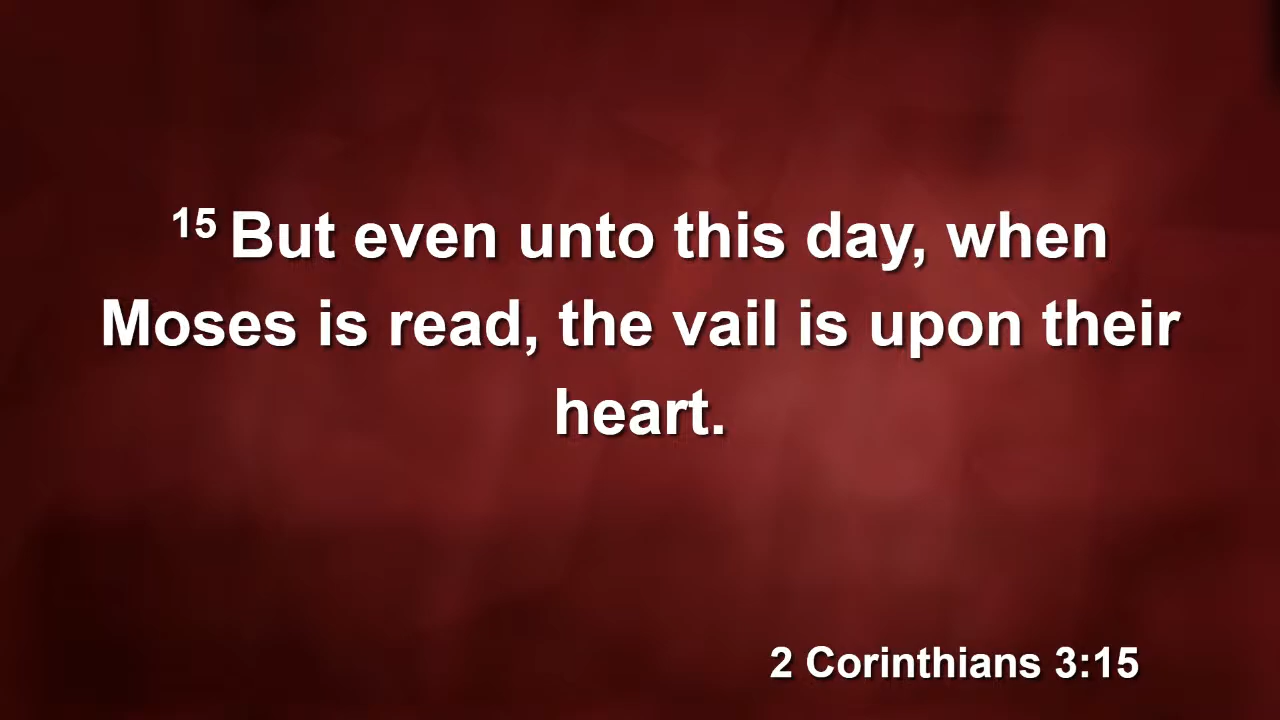 15 But even unto this day, when
Moses is read, the vail is upon their
heart.
2 Corinthians 3:15